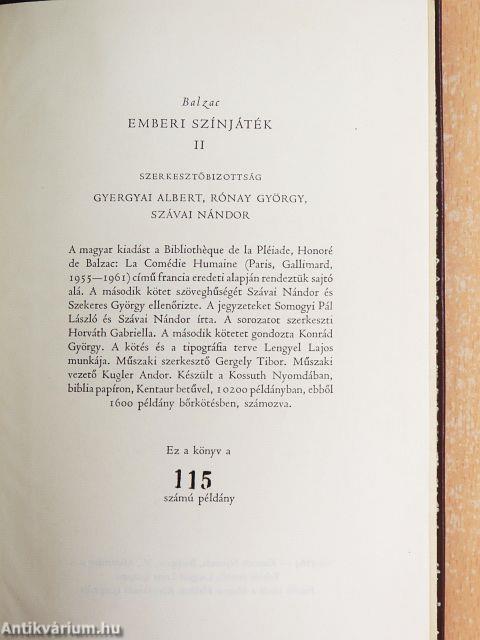 Balzac
EMBERI SZÍNJÁTÉK
II
SZERKESZTŐBIZOTTSÁG
GYERGYAI ALBERT, RÓNAY GYÖRGY,
SZÁVAI NÁNDOR
A magyar kiadást a Bibliothèque de la Pléiade, Honoré
de Balzac: La Comédie Humaine (Paris, Gallimard,
1955—1961) című francia eredeti alapján rendeztük sajtó
alá. A második kötet szöveghűségét Szávai Nándor és
Szekeres György ellenőrizte. A jegyzeteket Somogyi Pál
László és Szávai Nándor írta. A sorozatot szerkeszti
Horváth Gabriella. A második kötetet gondozta Konrád
György. A kötés és a tipográfia terve Lengyel Lajos
munkája. Műszaki szerkesztő Gergely Tibor. Műszaki
vezető Kugler Andor. Készült a Kossuth Nyomdában,
biblia papíron, Kentaur betűvel, 10200 példányban, ebből
1600 példány bőrkötésben, számozva.
Ez a könyv a
115
számú példány
Antikvárium.hu